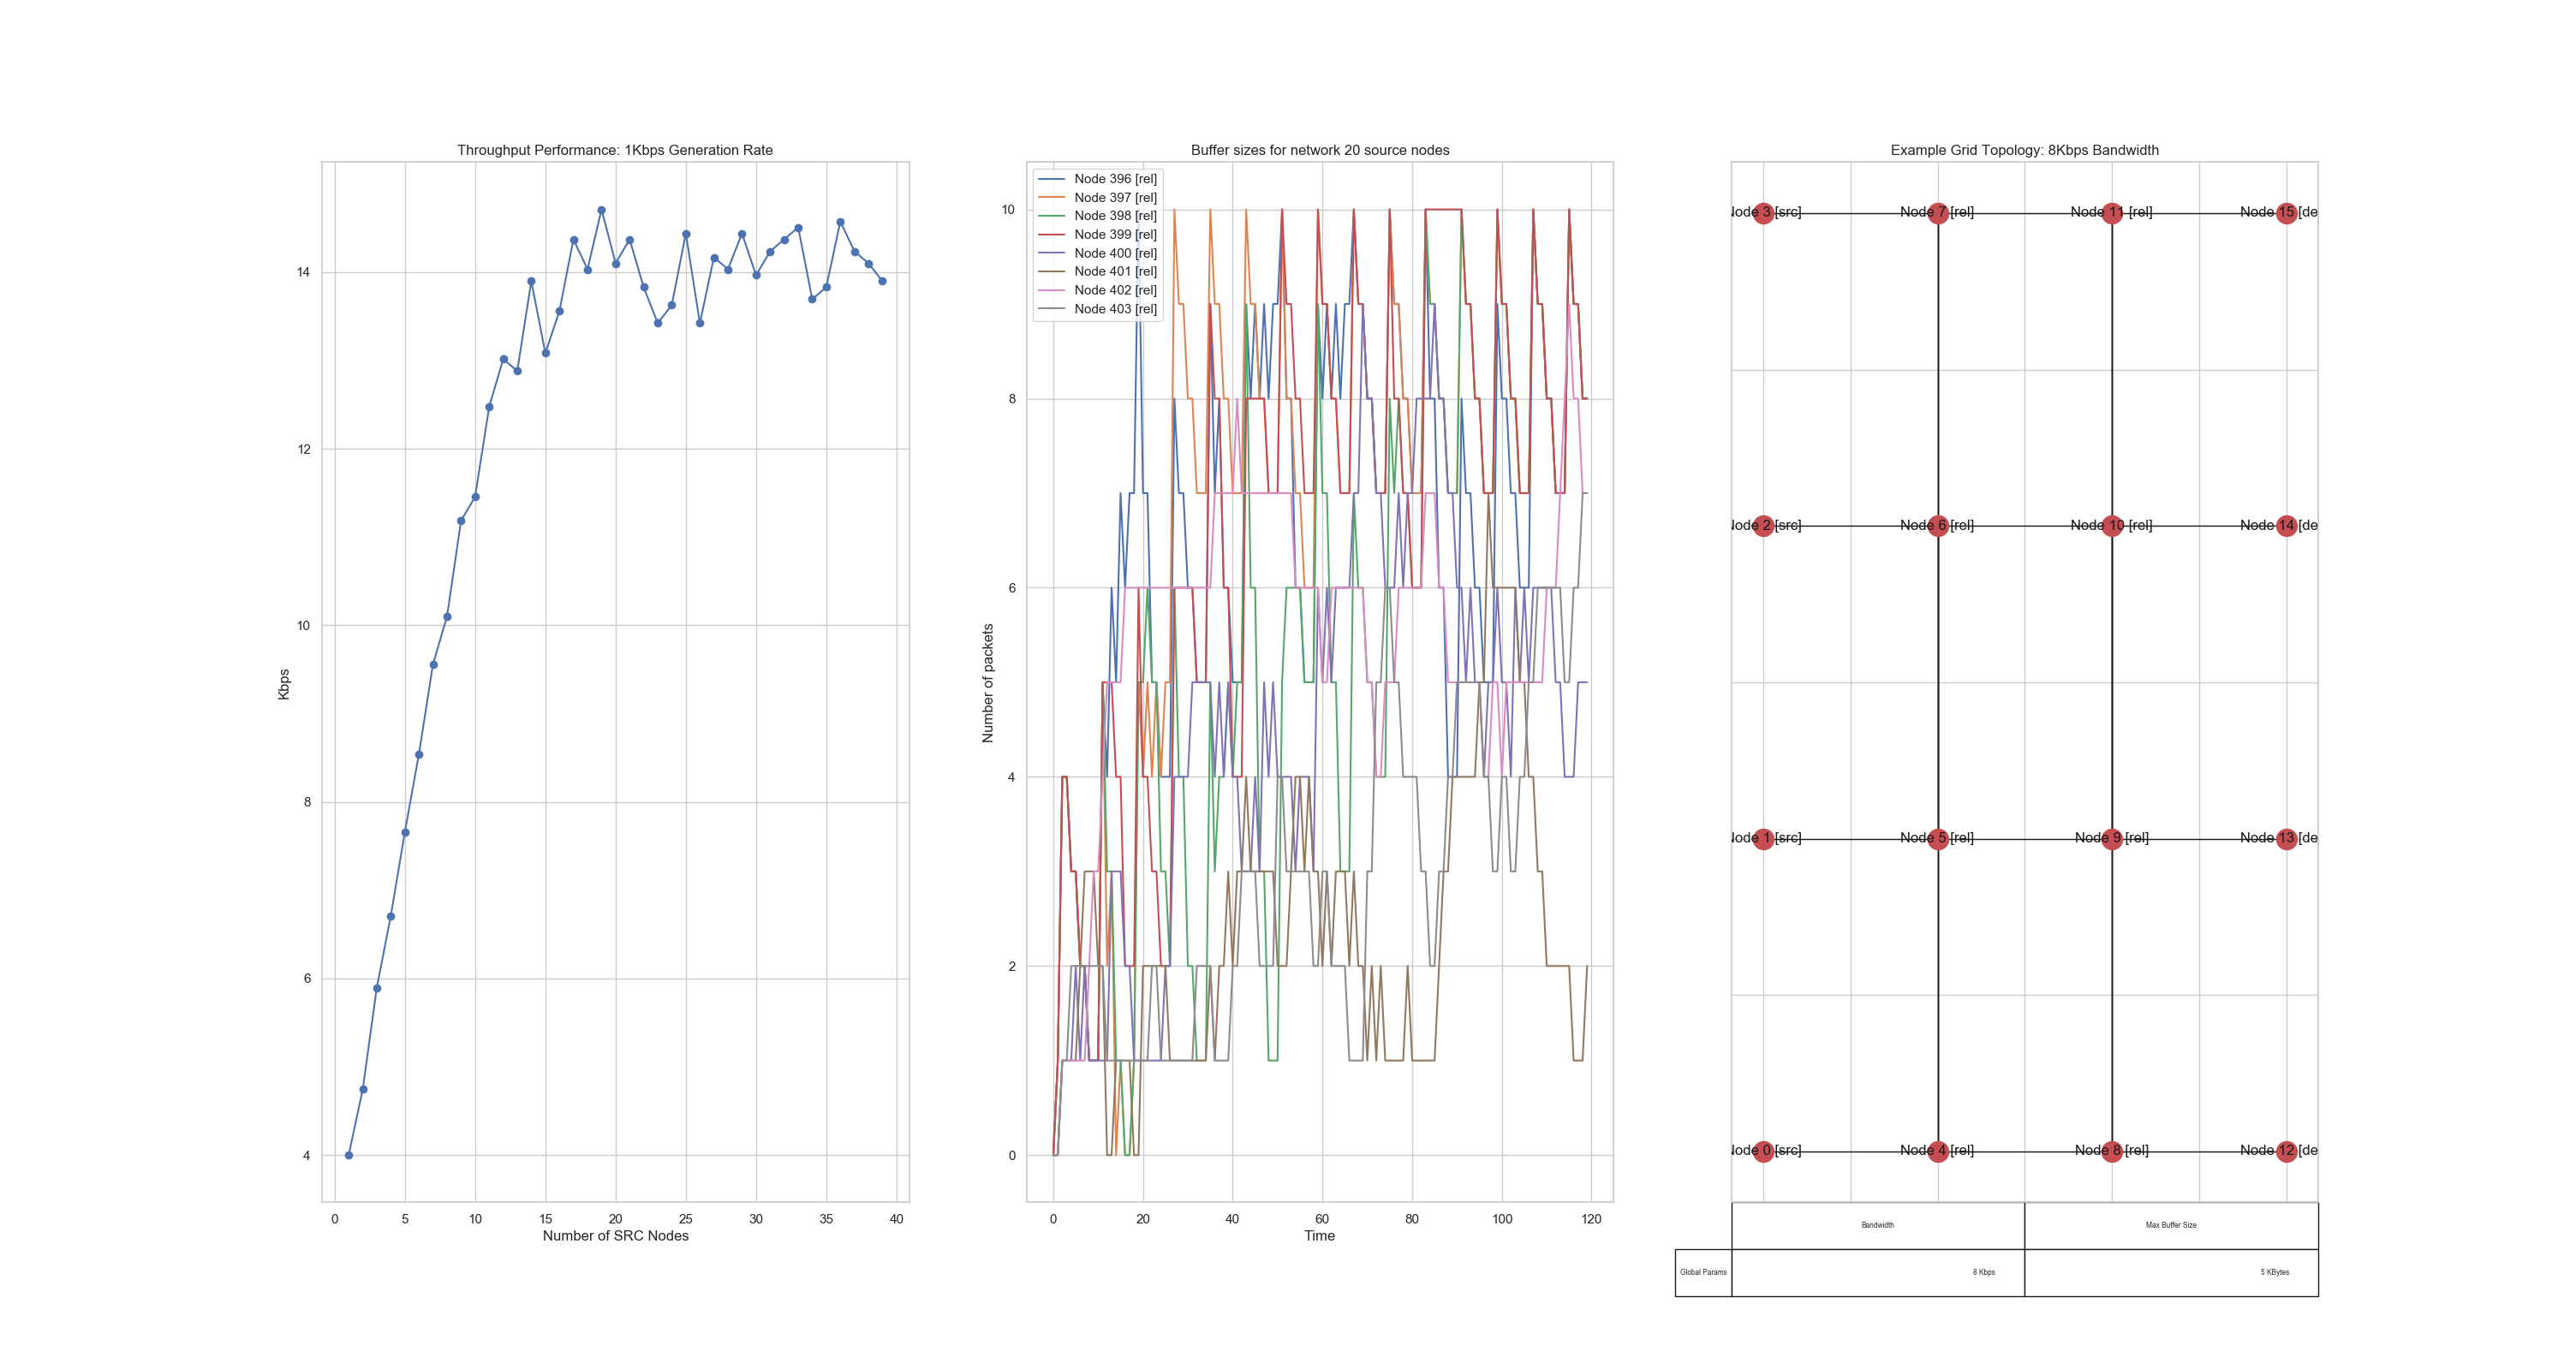 Throughput Performance: 1Kbps Generation Rate
14
12
10
8
6
4
Kbps
0 5 10 15 20 25 30 35 40
Number of SRC Nodes
Buffer sizes for network 20 source nodes
Node 396 [rel]
Node 397 [rel]
Node 398 [rel]
Node 399 [rel]
Node 400 [rel]
Node 401 [rel]
Node 402 [rel]
Node 403 [rel]
10
8
6
4
2
0
Number of packets
0 20 40 60 80 100 120
Time
Example Grid Topology: 8Kbps Bandwidth
Node 3 [src] Node 7 [rel] Node 11 [rel] Node 15 [de
Node 2 [src] Node 6 [rel] Node 10 [rel] Node 14 [de
Node 1 [src] Node 5 [rel] Node 9 [rel] Node 13 [de
Node 0 [src] Node 4 [rel] Node 8 [rel] Node 12 [de
Bandwidth Max Buffer Size
Global Params 8 Kbps 5 KBytes